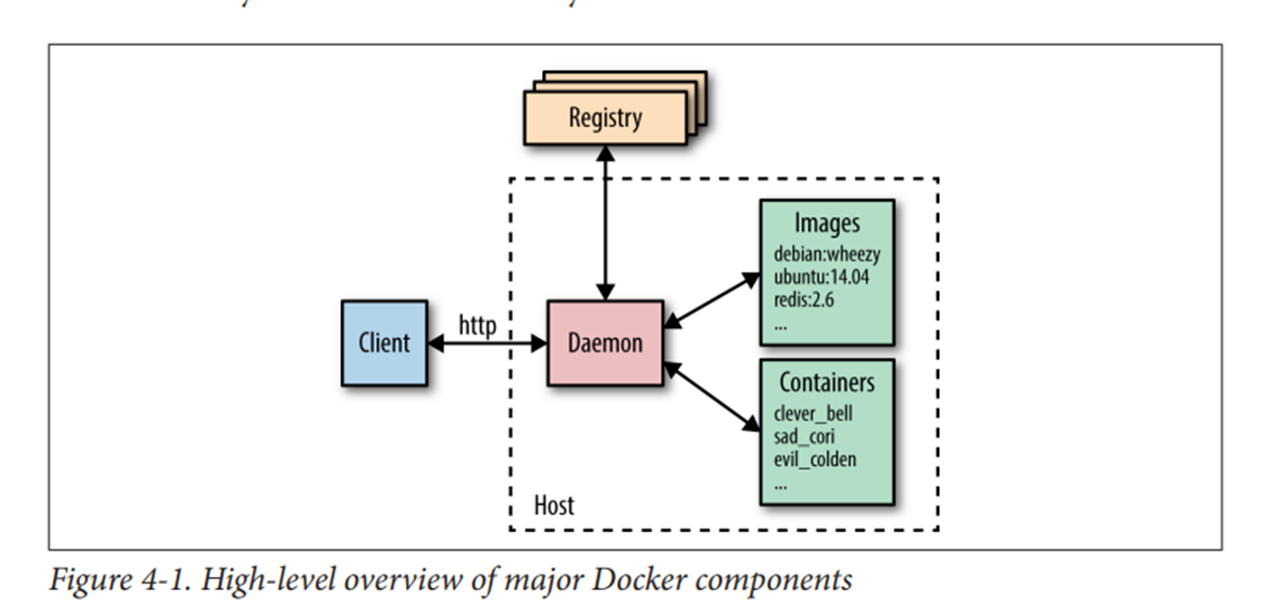 Registry
Images
debian:wheezy
ubuntu:14.04
redis:2.6
...
Client
http
Daemon
Containers
clever_bell
sad_cori
evil_colden
...
Host
Figure 4-1. High-level overview of major Docker components